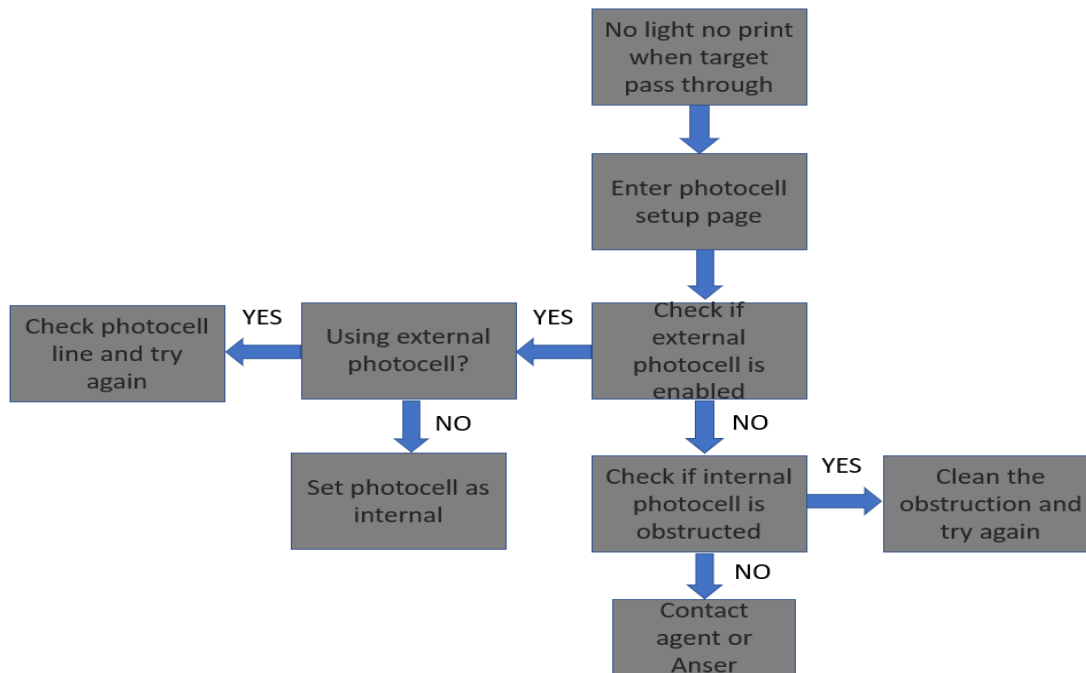 No light no print
when target
pass through
Enter photocell
setup page
Check photocell
line and try
again
YES
Using external
photocell?
YES
Check if
external
photocell is
enabled
NO
NO
Set photocell as
internal
Check if internal
photocell is
obstructed
YES
Clean the
obstruction and
try again
NO
Contact
agent or
Anser